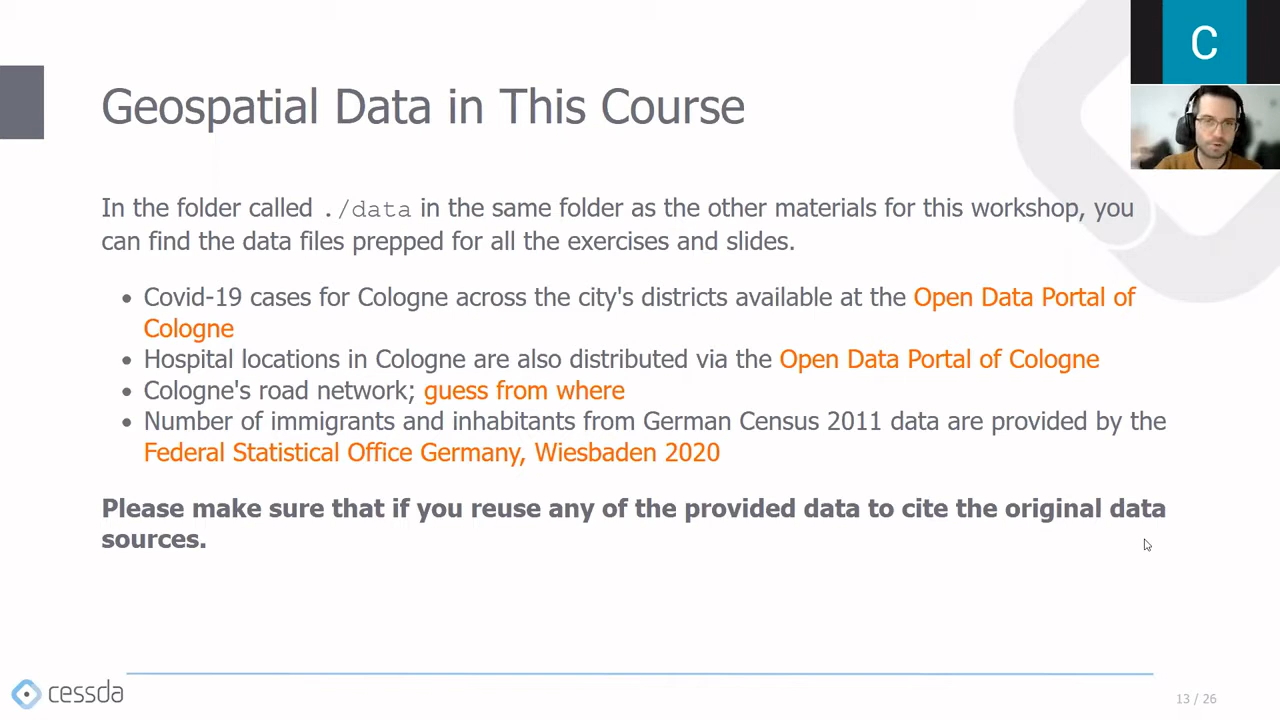 C
Geospatial Data in This Course
In the folder called ./data in the same folder as the other materials for this workshop, you
can find the data files prepped for all the exercises and slides.
• Covid-19 cases for Cologne across the city's districts available at the Open Data Portal of
Cologne
• Hospital locations in Cologne are also distributed via the Open Data Portal of Cologne
• Cologne's road network; guess from where
• Number of immigrants and inhabitants from German Census 2011 data are provided by the
Federal Statistical Office Germany, Wiesbaden 2020
Please make sure that if you reuse any of the provided data to cite the original data
sources.
cessda
13 / 26